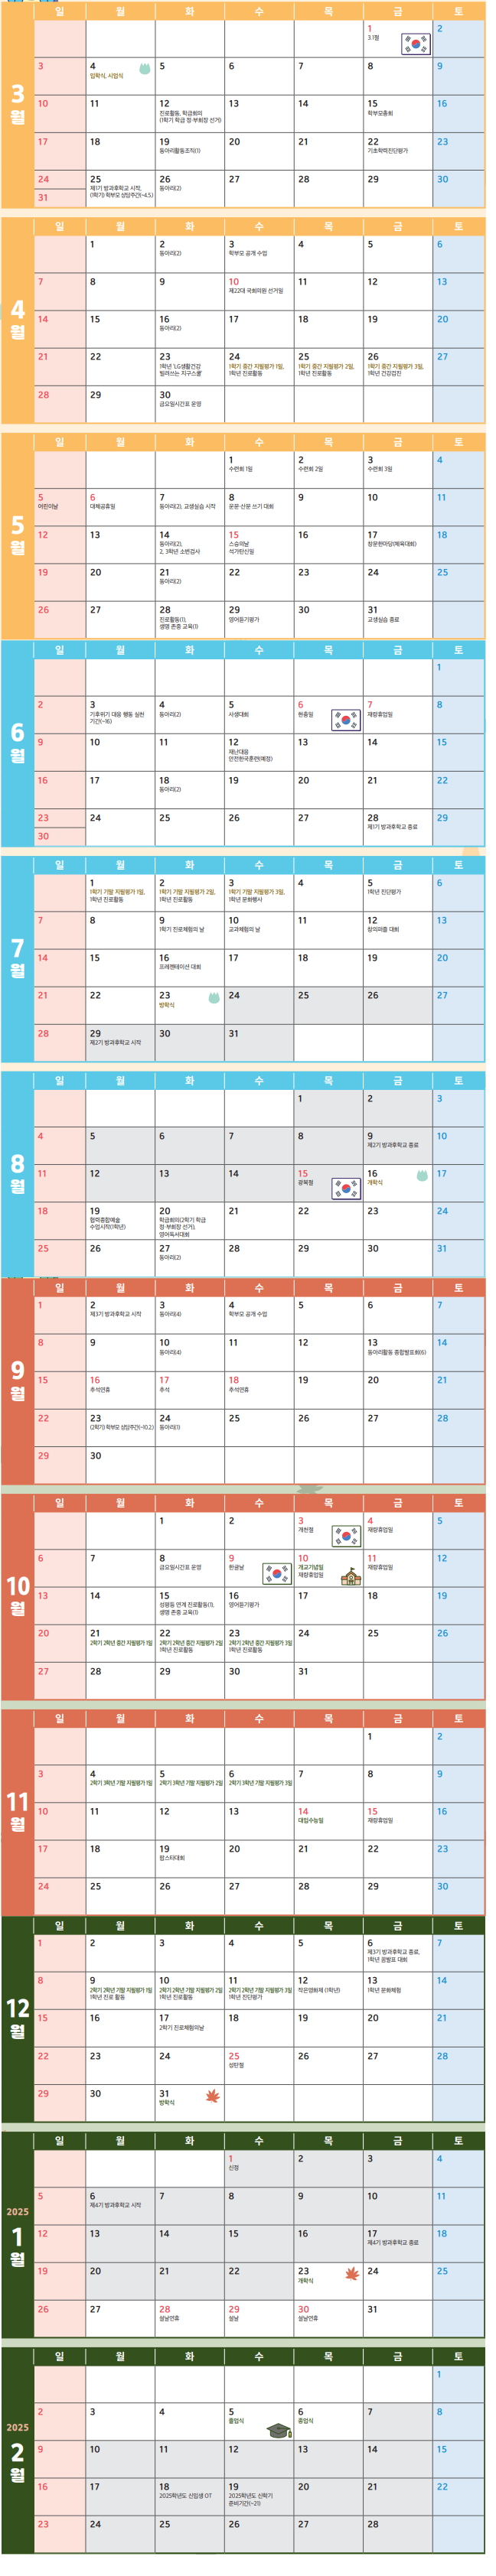 3
월
일 월 화 수 목 금 토
1 2
3.1절
3 4 5 6 7 8 9
입학식, 시업식
10 11 12 13 14 15 16
진로활동, 학급회의
(1학기 학급 정·부회장 선거)
학부모총회
17 18 19 20 21 22 23
동아리활동조직(1)
기초학력진단평가
24 25 26 27 28 29 30
제1기 방과후학교 시작,
(1학기) 학부모 상담주간(~4.5)
동아리(2)
31
4
월
일 월 화 수 목 금 토
1 2 3 4 5 6
동아리(2)
학부모 공개 수업
7 8 9 10 11 12 13
제22대 국회의원 선거일
14 15 16 17 18 19 20
동아리(2)
21 22 23 24 25 26 27
1학년 'LG생활건강
빌려쓰는 지구스쿨'
1학기 중간 지필평가 1일,
1학년 진로활동
1학기 중간 지필평가 2일,
1학년 진로활동
1학기 중간 지필평가 3일,
1학년 건강검진
28 29 30
금요일시간표 운영
5
월
일 월 화 수 목 금 토
1 2 3 4
수련회 1일
수련회 2일
수련회 3일
5 6 7 8 9 10 11
어린이날
대체공휴일
동아리(2), 교생실습 시작
운문·산문 쓰기 대회
12 13 14 15 16 17 18
동아리(2),
2, 3학년 소변검사
스승의날
석가탄신일
창문한마당(체육대회)
19 20 21 22 23 24 25
동아리(2)
26 27 28 29 30 31
진로활동(1),
생명 존중 교육(1)
영어듣기평가
교생실습 종료
6
월
일 월 화 수 목 금 토
1
2 3 4 5 6 7 8
기후위기 대응 행동 실천
기간(~16)
동아리(2)
사생대회
현충일
재량휴업일
9 10 11 12 13 14 15
재난대응
안전한국훈련(예정)
16 17 18 19 20 21 22
동아리(2)
23 24 25 26 27 28 29
제1기 방과후학교 종료
30
7
월
일 월 화 수 목 금 토
1 2 3 4 5 6
1학기 기말 지필평가 1일,
1학년 진로활동
1학기 기말 지필평가 2일,
1학년 진로활동
1학기 기말 지필평가 3일,
1학년 문화행사
1학년 진단평가
7 8 9 10 11 12 13
1학기 진로체험의 날
교과체험의 날
창의퍼즐 대회
14 15 16 17 18 19 20
프레젠테이션 대회
21 22 23 24 25 26 27
방학식
28 29 30 31
제2기 방과후학교 시작
8
월
일 월 화 수 목 금 토
1 2 3
4 5 6 7 8 9 10
제2기 방과후학교 종료
11 12 13 14 15 16 17
광복절
개학식
18 19 20 21 22 23 24
협력종합예술
수업시작(1학년)
학급회의(2학기 학급
정·부회장 선거),
영어독서대회
25 26 27 28 29 30 31
동아리(2)
9
월
일 월 화 수 목 금 토
1 2 3 4 5 6 7
제3기 방과후학교 시작
동아리(4)
학부모 공개 수업
8 9 10 11 12 13 14
동아리(4)
동아리활동 종합발표회(6)
15 16 17 18 19 20 21
추석연휴
추석
추석연휴
22 23 24 25 26 27 28
(2학기) 학부모 상담주간(~10.2)
동아리(1)
29 30
10
월
일 월 화 수 목 금 토
1 2 3 4 5
개천절
재량휴업일
6 7 8 9 10 11 12
금요일시간표 운영
한글날
개교기념일
재량휴업일
재량휴업일
13 14 15 16 17 18 19
성평등 연계 진로활동(1),
생명 존중 교육(1)
영어듣기평가
20 21 22 23 24 25 26
2학기 2학년 중간 지필평가 1일
2학기 2학년 중간 지필평가 2일
1학년 진로활동
2학기 2학년 중간 지필평가 3일
1학년 진로활동
27 28 29 30 31
11
월
일 월 화 수 목 금 토
1 2
3 4 5 6 7 8 9
2학기 3학년 기말 지필평가 1일
2학기 3학년 기말 지필평가 2일
2학기 3학년 기말 지필평가 3일
10 11 12 13 14 15 16
대입수능일
재량휴업일
17 18 19 20 21 22 23
팝스타대회
24 25 26 27 28 29 30
12
월
일 월 화 수 목 금 토
1 2 3 4 5 6 7
제3기 방과후학교 종료,
1학년 꿈발표 대회
8 9 10 11 12 13 14
2학기 2학년 기말 지필평가 1일
1학년 진로 활동
2학기 2학년 기말 지필평가 2일
1학년 진로활동
2학기 2학년 기말 지필평가 3일
1학년 진단평가
작은영화제 (1학년)
1학년 문화체험
15 16 17 18 19 20 21
2학기 진로체험의날
22 23 24 25 26 27 28
성탄절
29 30 31
방학식
2025
1
월
일 월 화 수 목 금 토
1 2 3 4
신정
5 6 7 8 9 10 11
제4기 방과후학교 시작
12 13 14 15 16 17 18
제4기 방과후학교 종료
19 20 21 22 23 24 25
개학식
26 27 28 29 30 31
설날연휴
설날
설날연휴
2025
2
월
일 월 화 수 목 금 토
1
2 3 4 5 6 7 8
졸업식
종업식
9 10 11 12 13 14 15
16 17 18 19 20 21 22
2025학년도 신입생 OT
2025학년도 신학기
준비기간(~21)
23 24 25 26 27 28